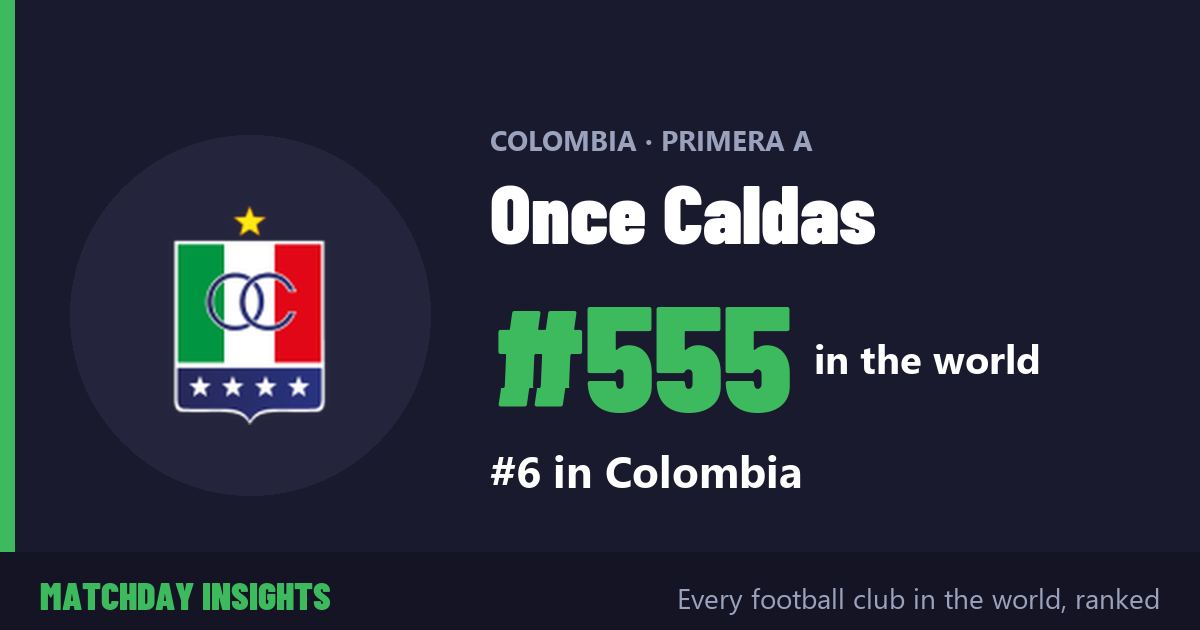 COLOMBIA · PRIMERA A
Once Caldas
OC
#555 in the world
#6 in Colombia
MATCHDAY INSIGHTS
Every football club in the world, ranked